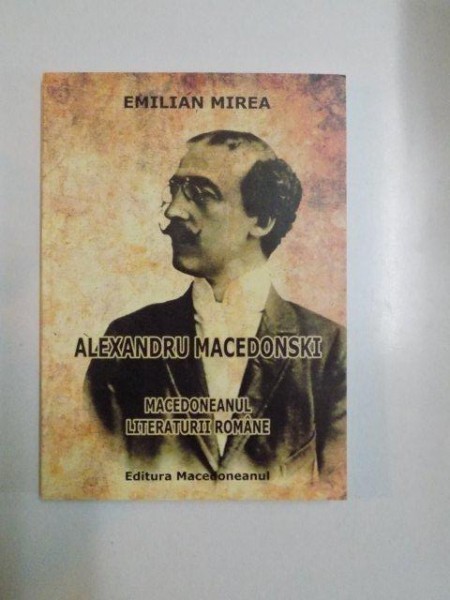 EMILIAN MIREA
ALEXANDRU MACEDONSKI
MACEDONEANUL
LITERATURII ROMÂNE
Editura Macedoneanul